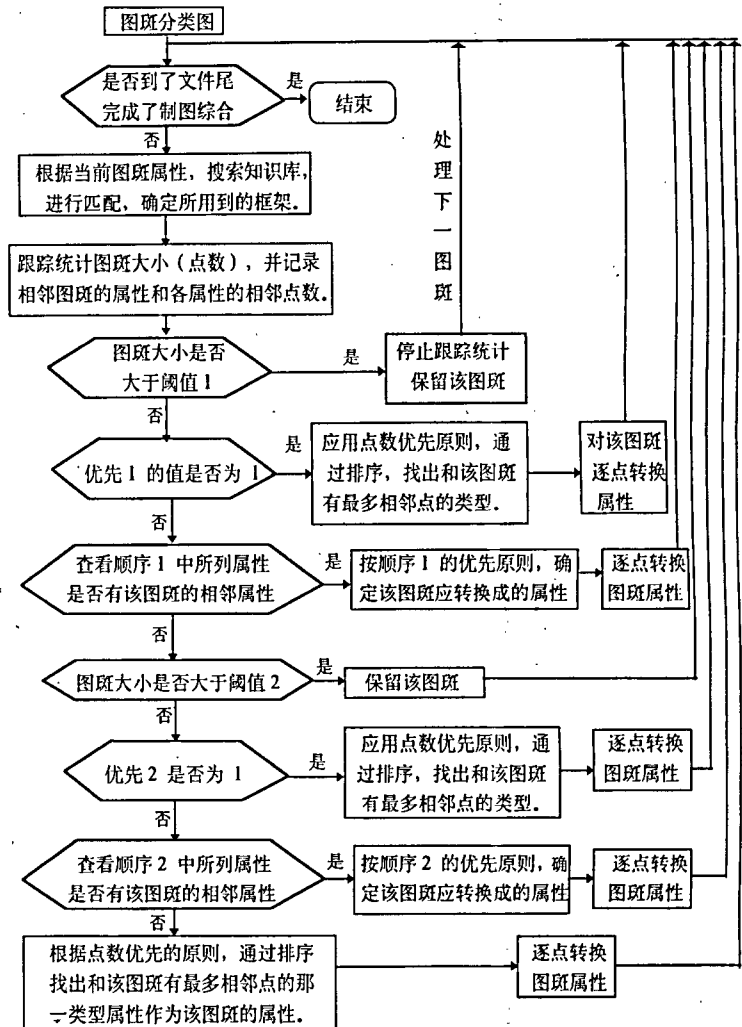 图斑分类图
是否到了文件尾
完成了制图综合
是
结束
否
根据当前图斑属性，搜索知识库，
进行匹配，确定所用到的框架。
处理下一图斑
跟踪统计图斑大小（点数），并记录
相邻图斑的属性和各属性的相邻点数。
图斑大小是否
大于阈值1
是
停止跟踪统计
保留该图斑
否
优先1 的值是否为 1
是
应用点数优先原则，通
过排序，找出和该图斑
有最多相邻点的类型。
对该图斑
逐点转换
属性
否
查看顺序1 中所列属性
是否有该图斑的相邻属性
是
按顺序1 的优先原则，确
定该图斑应转换成的属性
逐点转换
图斑属性
否
图斑大小是否大于阈值2
是
保留该图斑
否
优先2 是否为 1
是
应用点数优先原则，通
过排序，找出和该图斑
有最多相邻点的类型。
逐点转换
图斑属性
否
查看顺序2 中所列属性
是否有该图斑的相邻属性
是
按顺序2 的优先原则，确
定该图斑应转换成的属性
逐点转换
图斑属性
否
根据点数优先的原则，通过排序
找出和该图斑有最多相邻点的那
一类型属性作为该图斑的属性。
逐点转换
图斑属性